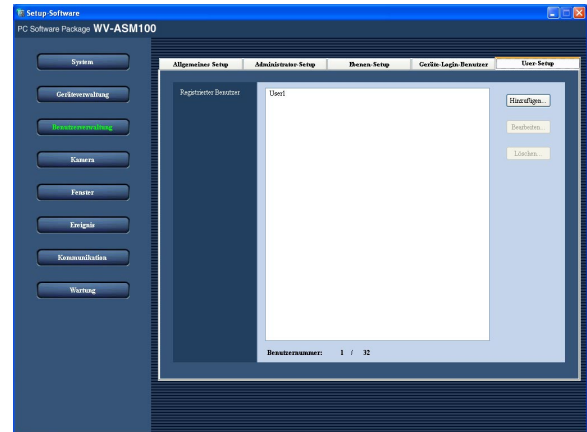 Setup-Software
PC Software Package WV-ASM100
System
Geräteverwaltung
Benutzerverwaltung
Kamera
Fenster
Ereignis
Kommunikation
Wartung
Allgemeines Setup
Administrator-Setup
Ebenen-Setup
Geräte-Login-Benutzer
User-Setup
Registrierter Benutzer
User1
Hinzufügen...
Bearbeiten...
Löschen...
Benutzernummer: 1 / 32